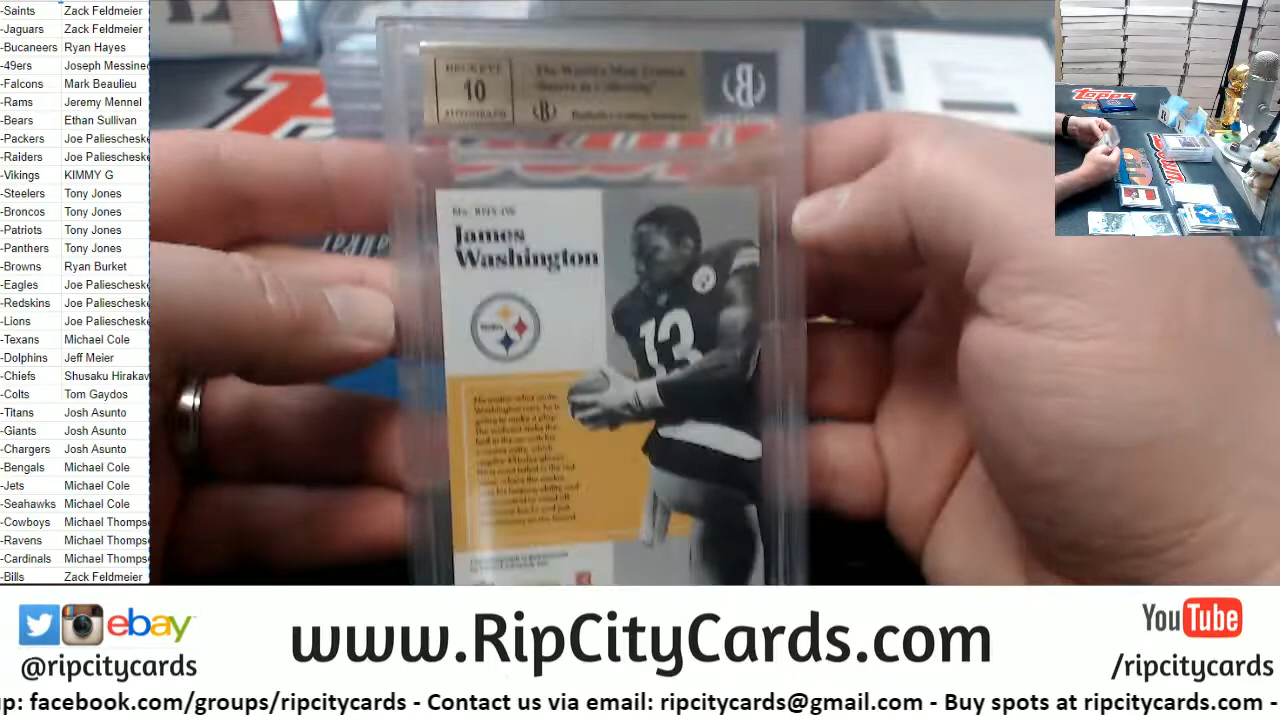 -Saints Zack Feldmeier
-Jaguars Zack Feldmeier
-Bucaneers Ryan Hayes
-49ers Joseph Messine
-Falcons Mark Beaulieu
-Rams Jeremy Mennel
-Bears Ethan Sullivan
-Packers Joe Paliescheske
-Raiders Joe Paliescheske
-Vikings KIMMY G
-Steelers Tony Jones
-Broncos Tony Jones
-Patriots Tony Jones
-Panthers Tony Jones
-Browns Ryan Burket
-Eagles Joe Paliescheske
-Redskins Joe Paliescheske
-Lions Joe Paliescheske
-Texans Michael Cole
-Dolphins Jeff Meier
-Chiefs Shusaku Hirakav
-Colts Tom Gaydos
-Titans Josh Asunto
-Giants Josh Asunto
-Chargers Josh Asunto
-Bengals Michael Cole
-Jets Michael Cole
-Seahawks Michael Cole
-Cowboys Michael Thomps
-Ravens Michael Thomps
-Cardinals Michael Thomps
-Bills Zack Feldmeier
BECKETT
10
AUTOGRAPH
James
Washington
13
Topps
ebay
@ripcitycards
www.RipCityCards.com
YouTube
/ripcitycards
up: facebook.com/groups/ripcitycards - Contact us via email: ripcitycards@gmail.com - Buy spots at ripcitycards.com -